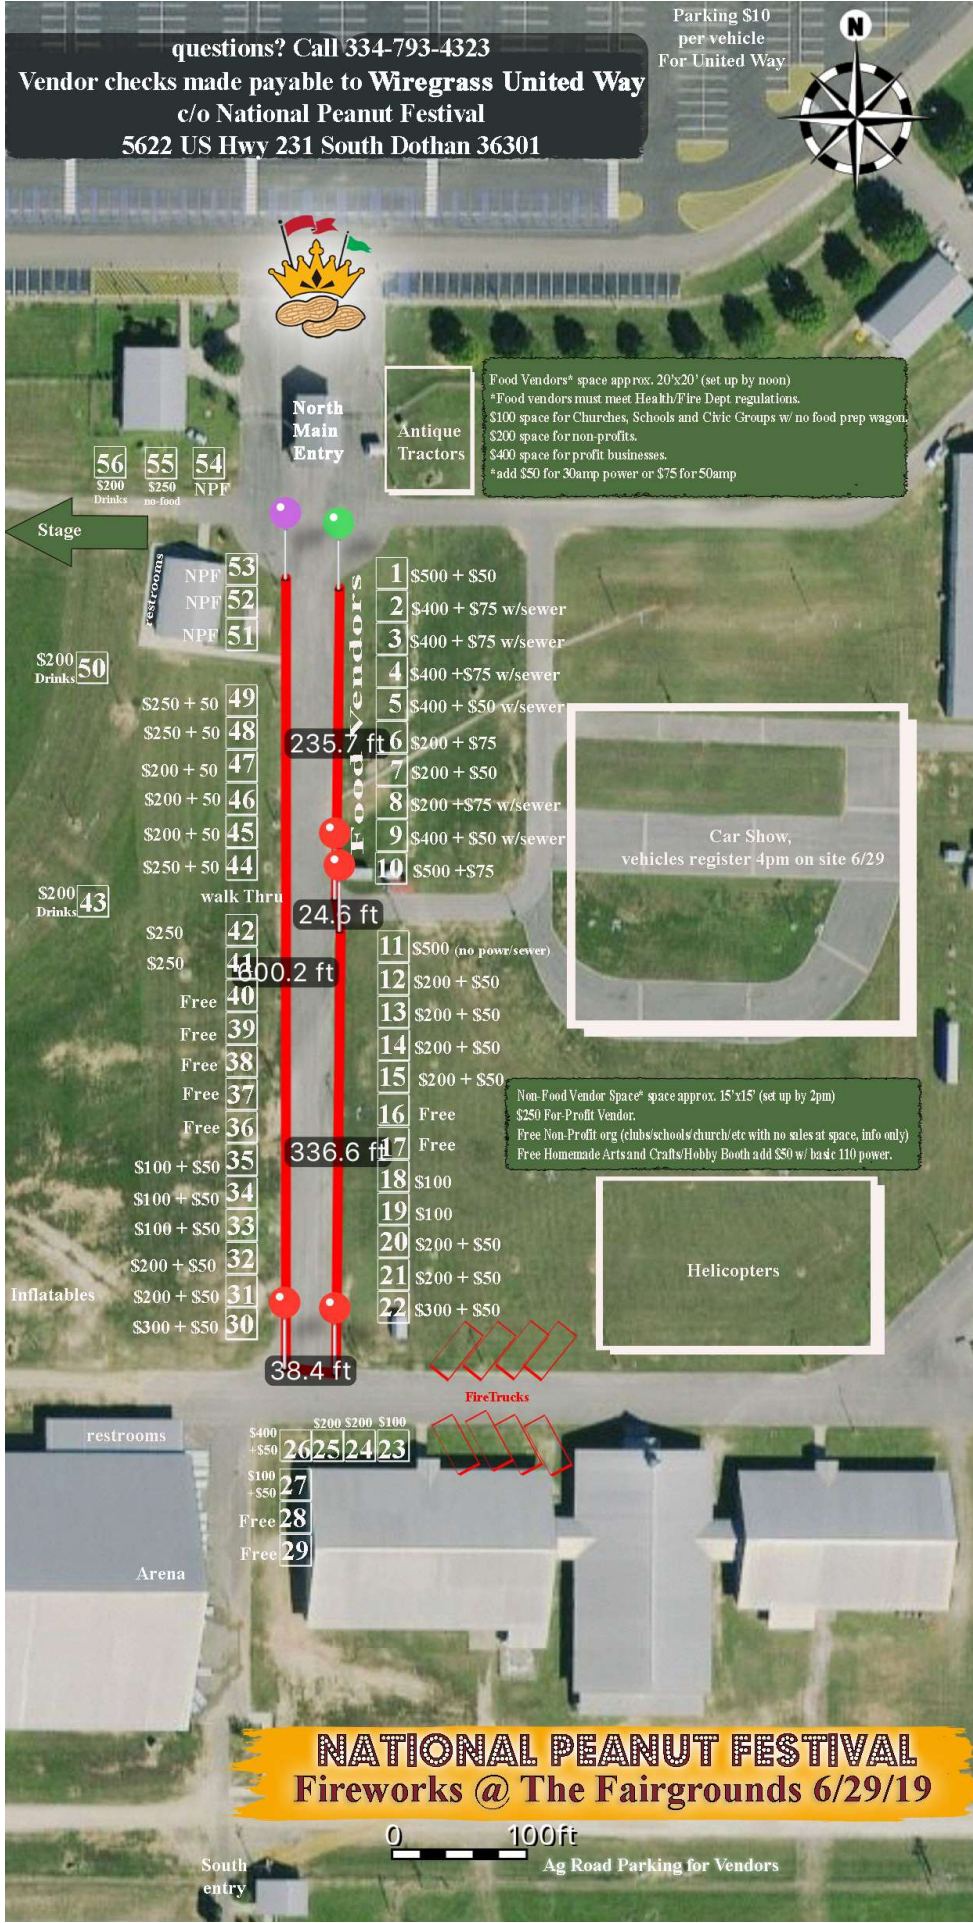 questions? Call 334-793-4323
Vendor checks made payable to Wiregrass United Way
c/o National Peanut Festival
5622 US Hwy 231 South Dothan 36301
Parking $10
per vehicle
For United Way
N
North
Main
Entry
Antique
Tractors
Food Vendors* space approx. 20'x20' (set up by noon)
*Food vendors must meet Health/Fire Dept regulations.
$100 space for Churches, Schools and Civic Groups w/ no food prep wagon.
$200 space for non-profits.
$400 space for profit businesses.
*add $50 for 30amp power or $75 for 50amp
56 55 54
$200 $250 NPF
Drinks no-food
Stage
restrooms
NPF 53
NPF 52
NPF 51
$200
Drinks 50
$250 + 50 49
$250 + 50 48
$200 + 50 47
$200 + 50 46
$200 + 50 45
$250 + 50 44
walk Thru
$200
Drinks 43
$250 42
$250 41
Free 40
Free 39
Free 38
Free 37
Free 36
$100 + $50 35
$100 + $50 34
$100 + $50 33
$200 + $50 32
Inflatables
$200 + $50 31
$300 + $50 30
Food Vendors
235.7 ft
24.6 ft
600.2 ft
336.6 ft
38.4 ft
1 $500 + $50
2 $400 + $75 w/sewer
3 $400 + $75 w/sewer
4 $400 +$75 w/sewer
5 $400 + $50 w/sewer
6 $200 + $75
7 $200 + $50
8 $200 +$75 w/sewer
9 $400 + $50 w/sewer
10 $500 +$75
11 $500 (no powr/sewer)
12 $200 + $50
13 $200 + $50
14 $200 + $50
15 $200 + $50
16 Free
17 Free
18 $100
19 $100
20 $200 + $50
21 $200 + $50
22 $300 + $50
Car Show,
vehicles register 4pm on site 6/29
Non-Food Vendor Space* space approx. 15'x15' (set up by 2pm)
$250 For-Profit Vendor.
Free Non-Profit org (clubs/schools/church/etc with no sales at space, info only)
Free Homemade Arts and Crafts/Hobby Booth add $50 w/ basic 110 power.
Helicopters
FireTrucks
restrooms
$400
+$50 26
$200 25
$200 24
$100 23
$100
+$50 27
Free 28
Free 29
Arena
NATIONAL PEANUT FESTIVAL
Fireworks @ The Fairgrounds 6/29/19
0 100ft
South
entry
Ag Road Parking for Vendors